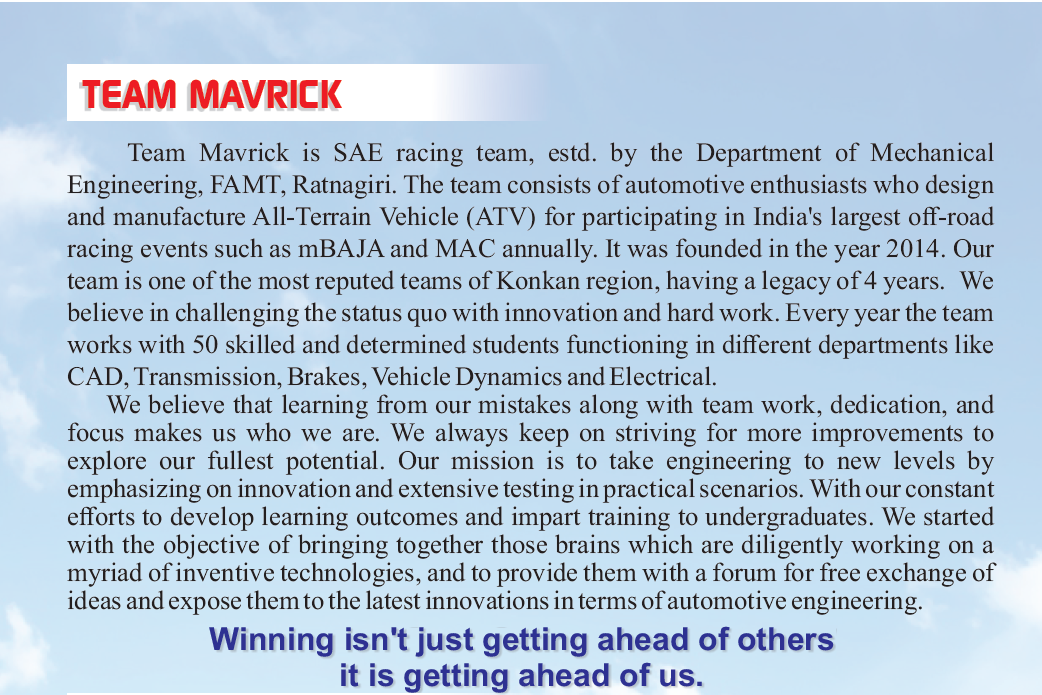 TEAM MAVRICK
Team Mavrick is SAE racing team, estd. by the Department of Mechanical
Engineering, FAMT, Ratnagiri. The team consists of automotive enthusiasts who design
and manufacture All-Terrain Vehicle (ATV) for participating in India's largest off-road
racing events such as mBAJA and MAC annually. It was founded in the year 2014. Our
team is one of the most reputed teams of Konkan region, having a legacy of 4 years. We
believe in challenging the status quo with innovation and hard work. Every year the team
works with 50 skilled and determined students functioning in different departments like
CAD, Transmission, Brakes, Vehicle Dynamics and Electrical.
We believe that learning from our mistakes along with team work, dedication, and
focus makes us who we are. We always keep on striving for more improvements to
explore our fullest potential. Our mission is to take engineering to new levels by
emphasizing on innovation and extensive testing in practical scenarios. With our constant
efforts to develop learning outcomes and impart training to undergraduates. We started
with the objective of bringing together those brains which are diligently working on a
myriad of inventive technologies, and to provide them with a forum for free exchange of
ideas and expose them to the latest innovations in terms of automotive engineering.
Winning isn't just getting ahead of others
it is getting ahead of us.